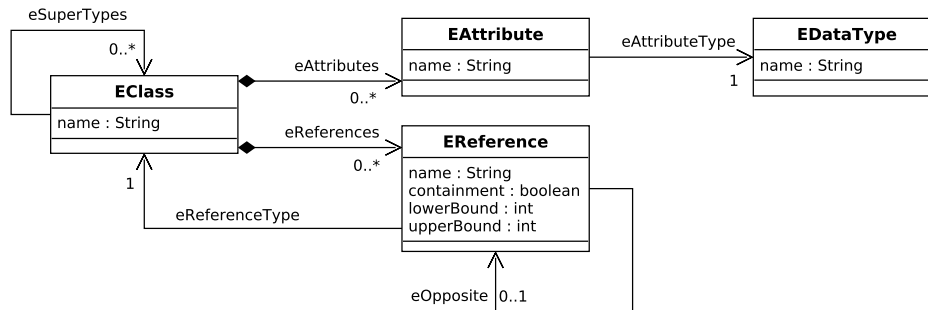 eSuperTypes
0..*
EClass
name : String
eAttributes
0..*
EAttribute
name : String
eAttributeType
1
EDataType
name : String
eReferences
0..*
EReference
name : String
containment : boolean
lowerBound : int
upperBound : int
1
eReferenceType
eOpposite
0..1